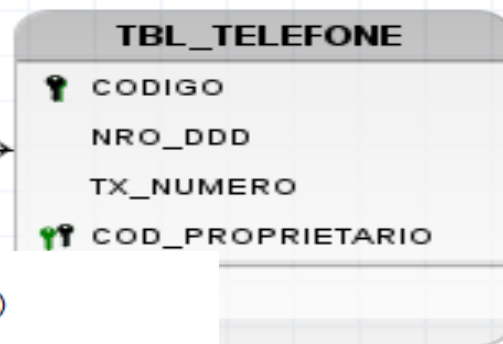 TBL_TELEFONE
CODIGO
NRO_DDD
TX_NUMERO
COD_PROPRIETARIO
)